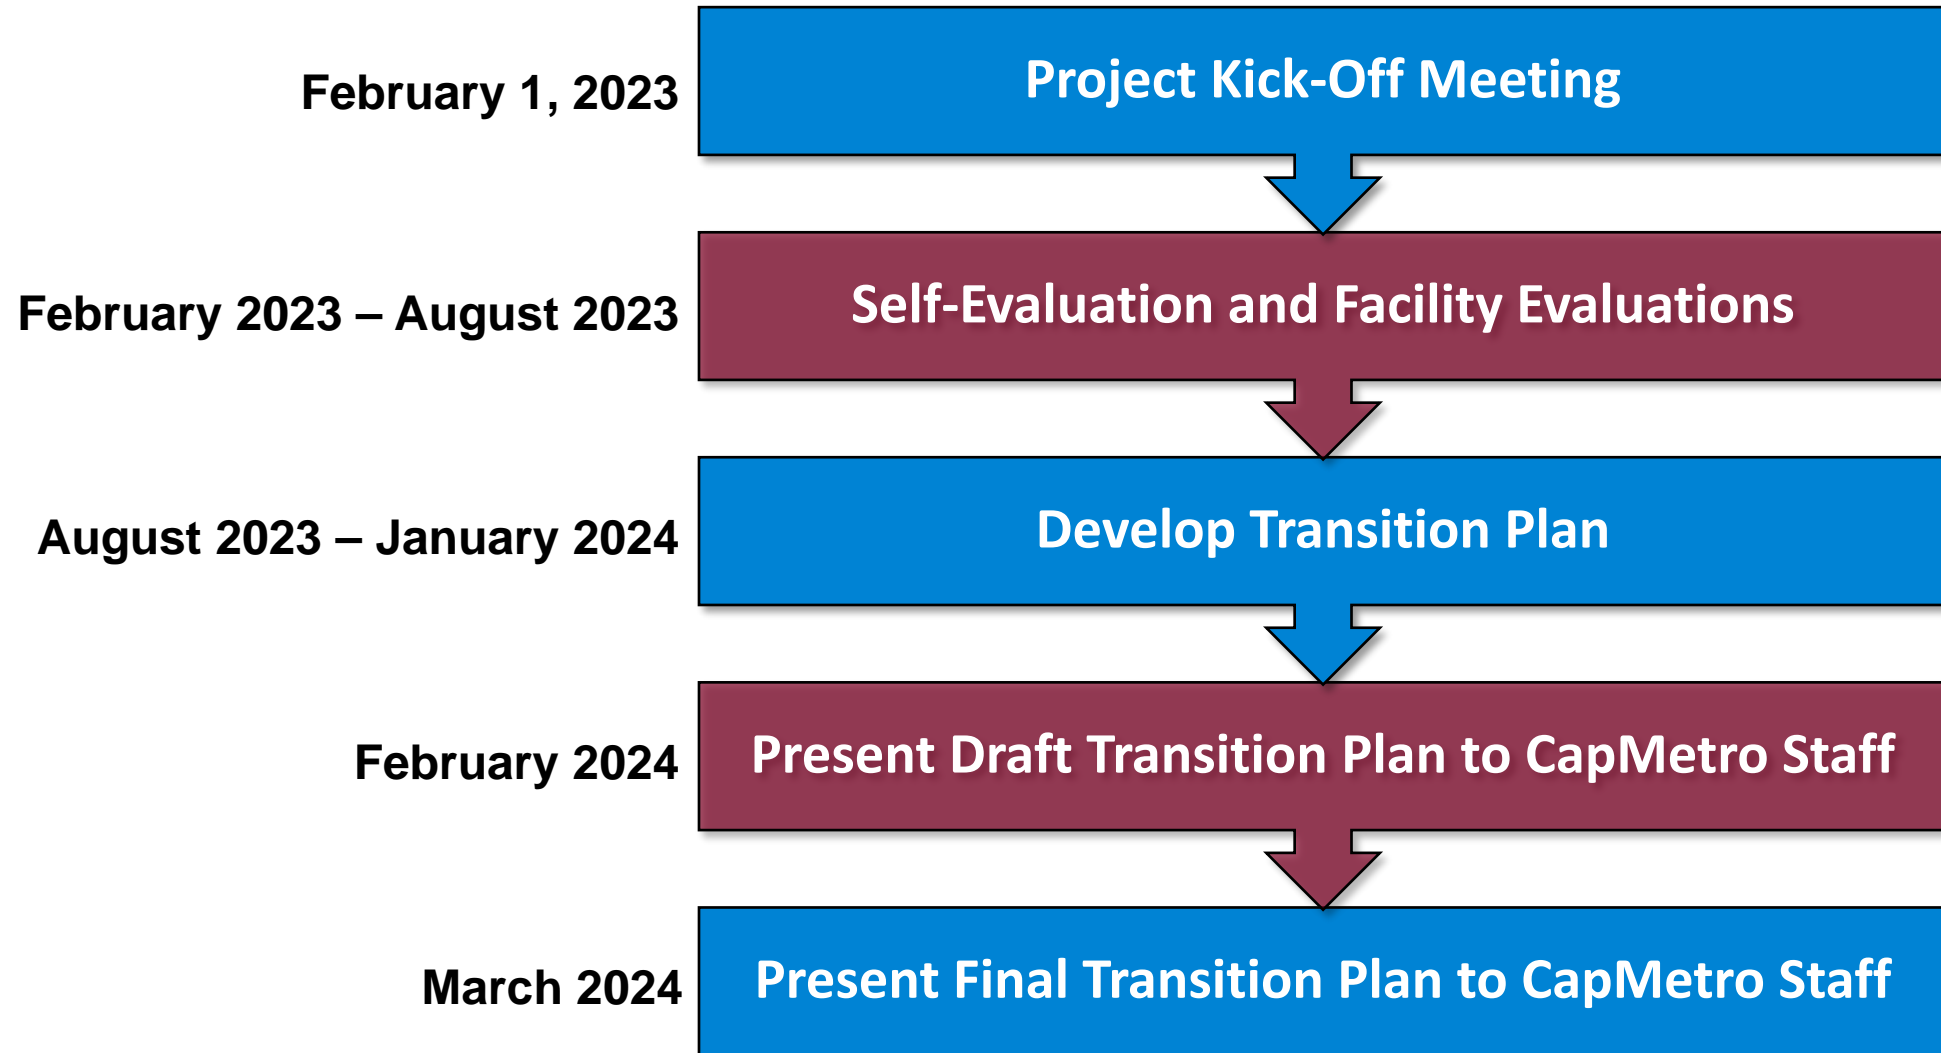 February 1, 2023
Project Kick-Off Meeting
February 2023 – August 2023
Self-Evaluation and Facility Evaluations
August 2023 – January 2024
Develop Transition Plan
February 2024
Present Draft Transition Plan to CapMetro Staff
March 2024
Present Final Transition Plan to CapMetro Staff